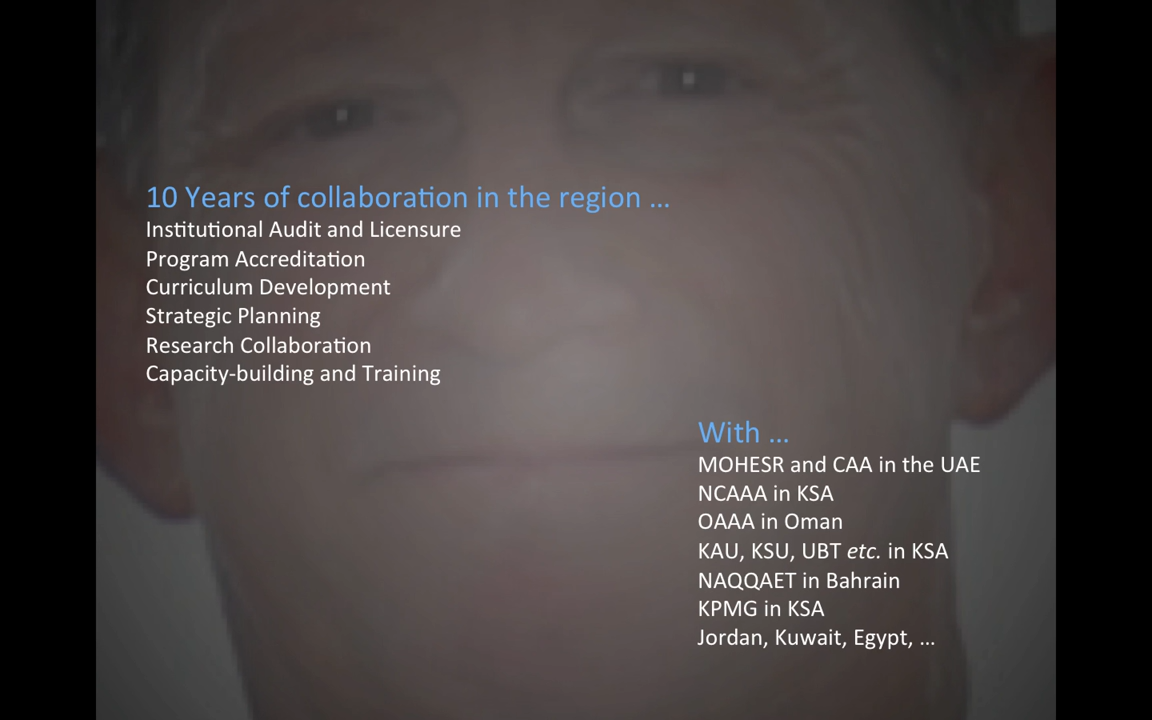 10 Years of collaboration in the region ...
Institutional Audit and Licensure
Program Accreditation
Curriculum Development
Strategic Planning
Research Collaboration
Capacity-building and Training
With ...
MOHESR and CAA in the UAE
NCAAA in KSA
OAAA in Oman
KAU, KSU, UBT etc. in KSA
NAQQAET in Bahrain
KPMG in KSA
Jordan, Kuwait, Egypt, ...